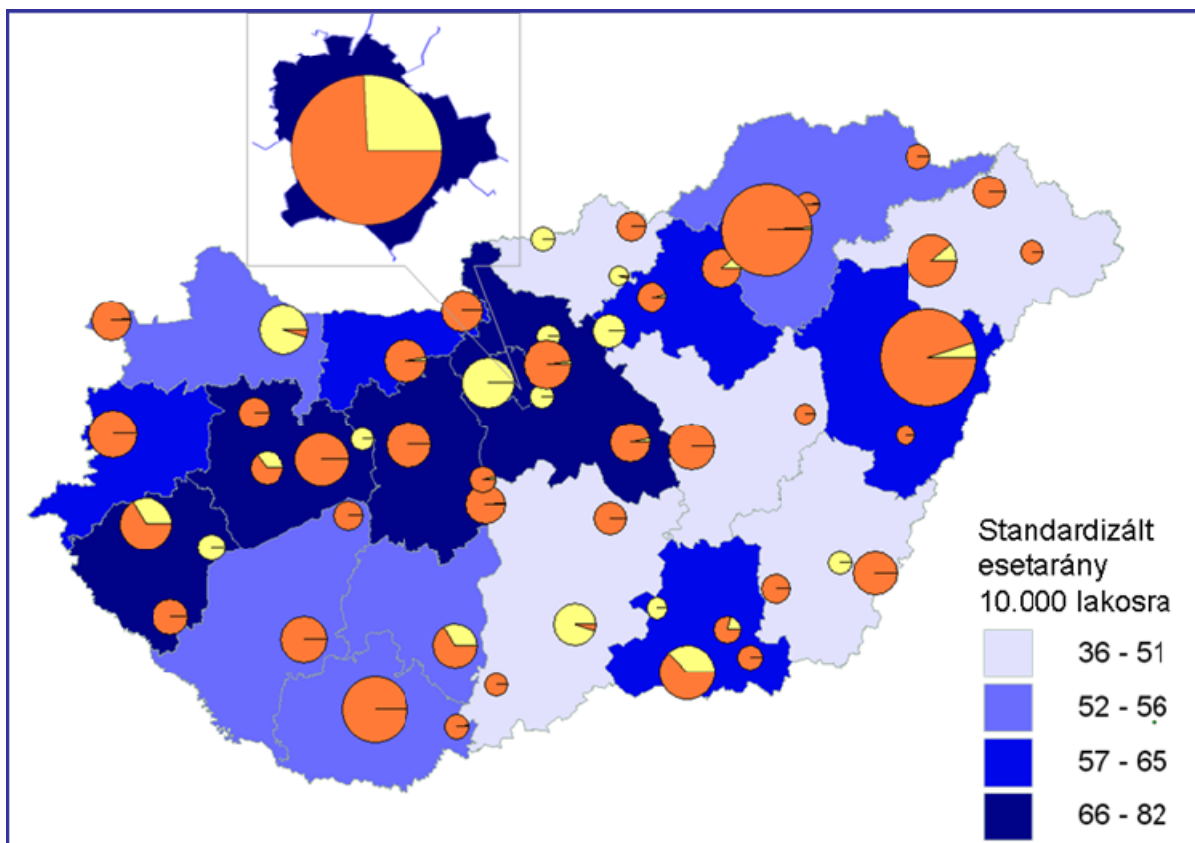 Standardizált
esetarány
10.000 lakosra
36 - 51
52 - 56
57 - 65
66 - 82